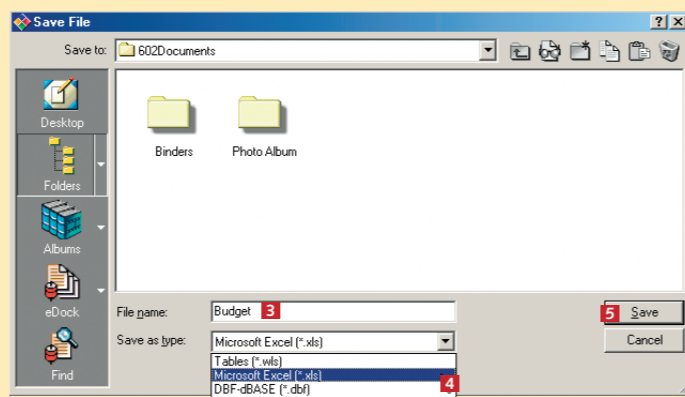 Save File
Save to: 602Documents
Desktop
Folders
Albums
eDock
Find
Binders
Photo Album
File name: Budget 3
5 Save
Save as type: Microsoft Excel (*.xls)
Cancel
Tables (*.wls)
Microsoft Excel (*.xls)
4
DBF-dBASE (*.dbf)